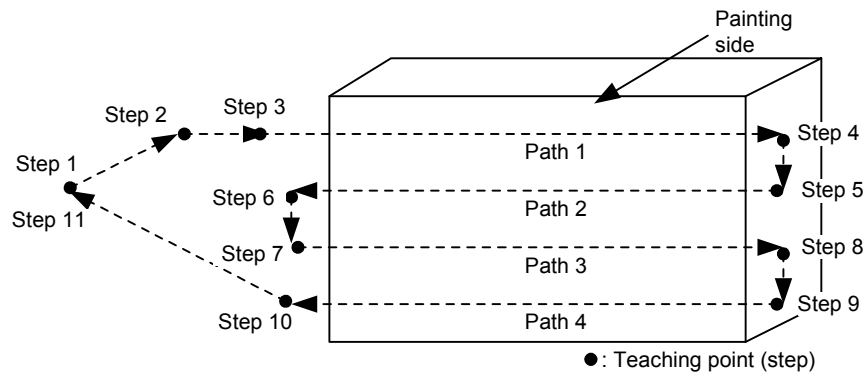 Painting
side
Step 2
Step 3
Step 4
Path 1
Step 1
Step 11
Step 6
Step 5
Path 2
Step 7
Step 8
Path 3
Step 10
Step 9
Path 4
●: Teaching point (step)